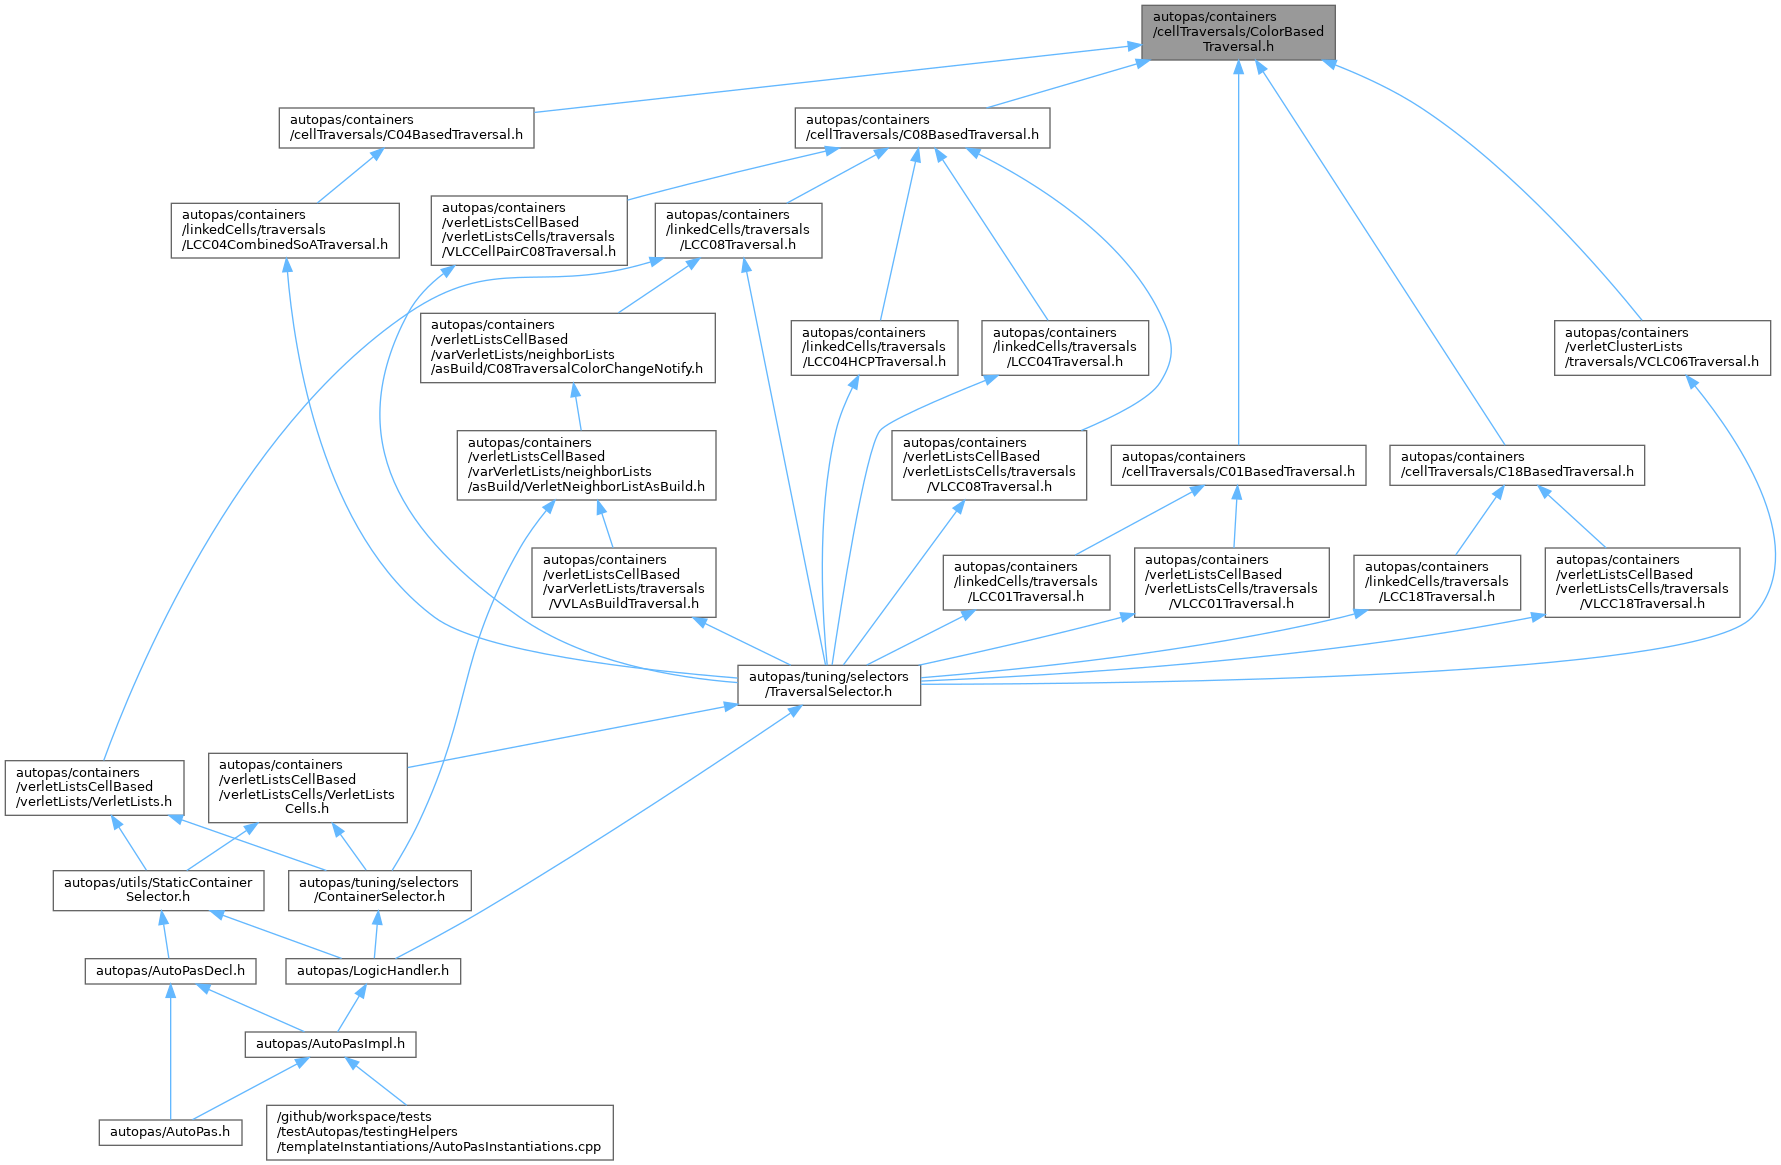 autopas/containers
/cellTraversals/ColorBased
Traversal.h
autopas/containers
/cellTraversals/C04BasedTraversal.h
autopas/containers
/cellTraversals/C08BasedTraversal.h
autopas/containers
/linkedCells/traversals
/LCC04CombinedSoATraversal.h
autopas/containers
/verletListsCellBased
/verletListsCells/traversals
/VLCCellPairC08Traversal.h
autopas/containers
/linkedCells/traversals
/LCC08Traversal.h
autopas/containers
/verletListsCellBased
/varVerletLists/neighborLists
/asBuild/C08TraversalColorChangeNotify.h
autopas/containers
/linkedCells/traversals
/LCC04HCPTraversal.h
autopas/containers
/linkedCells/traversals
/LCC04Traversal.h
autopas/containers
/verletClusterLists
/traversals/VCLC06Traversal.h
autopas/containers
/verletListsCellBased
/varVerletLists/neighborLists
/asBuild/VerletNeighborListAsBuild.h
autopas/containers
/verletListsCellBased
/verletListsCells/traversals
/VLCC08Traversal.h
autopas/containers
/cellTraversals/C01BasedTraversal.h
autopas/containers
/cellTraversals/C18BasedTraversal.h
autopas/containers
/verletListsCellBased
/varVerletLists/traversals
/VVLAsBuildTraversal.h
autopas/containers
/linkedCells/traversals
/LCC01Traversal.h
autopas/containers
/verletListsCellBased
/verletListsCells/traversals
/VLCC01Traversal.h
autopas/containers
/linkedCells/traversals
/LCC18Traversal.h
autopas/containers
/verletListsCellBased
/verletListsCells/traversals
/VLCC18Traversal.h
autopas/tuning/selectors
/TraversalSelector.h
autopas/containers
/verletListsCellBased
/verletLists/VerletLists.h
autopas/containers
/verletListsCellBased
/verletListsCells/VerletLists
Cells.h
autopas/utils/StaticContainer
Selector.h
autopas/tuning/selectors
/ContainerSelector.h
autopas/AutoPasDecl.h
autopas/LogicHandler.h
autopas/AutoPasImpl.h
autopas/AutoPas.h
/github/workspace/tests
/testAutopas/testingHelpers
/templateInstantiations/AutoPasInstantiations.cpp